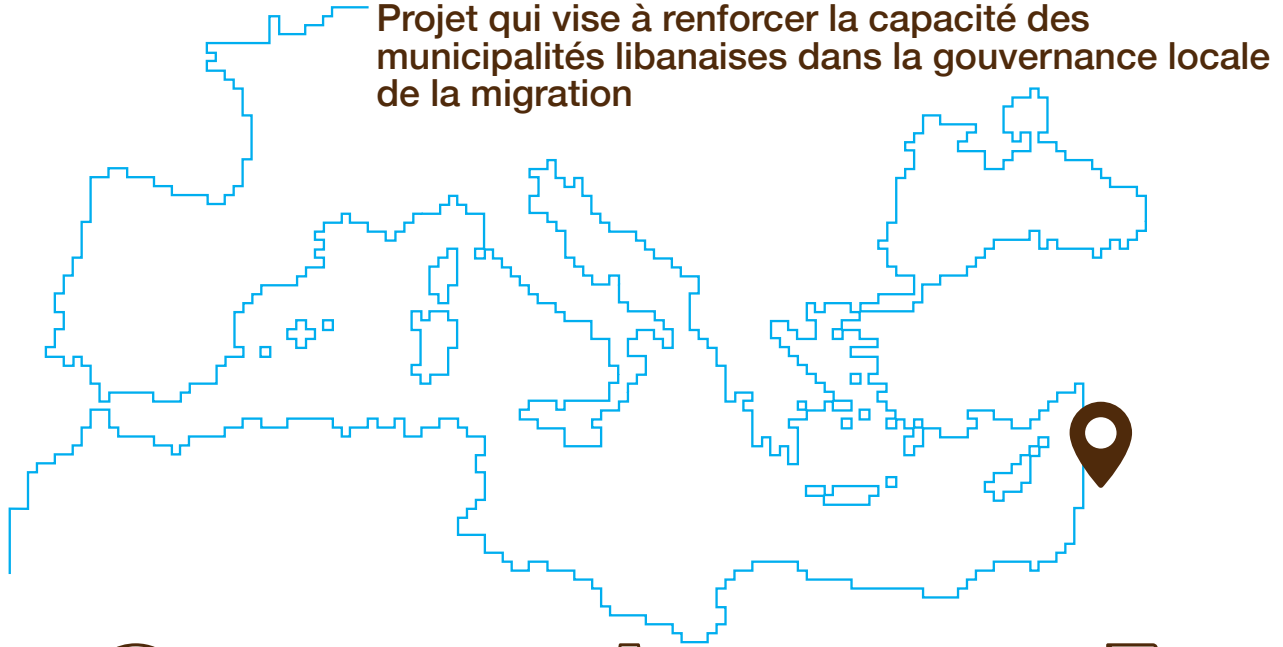 Projet qui vise à renforcer la capacité des
municipalités libanaises dans la gouvernance locale
de la migration